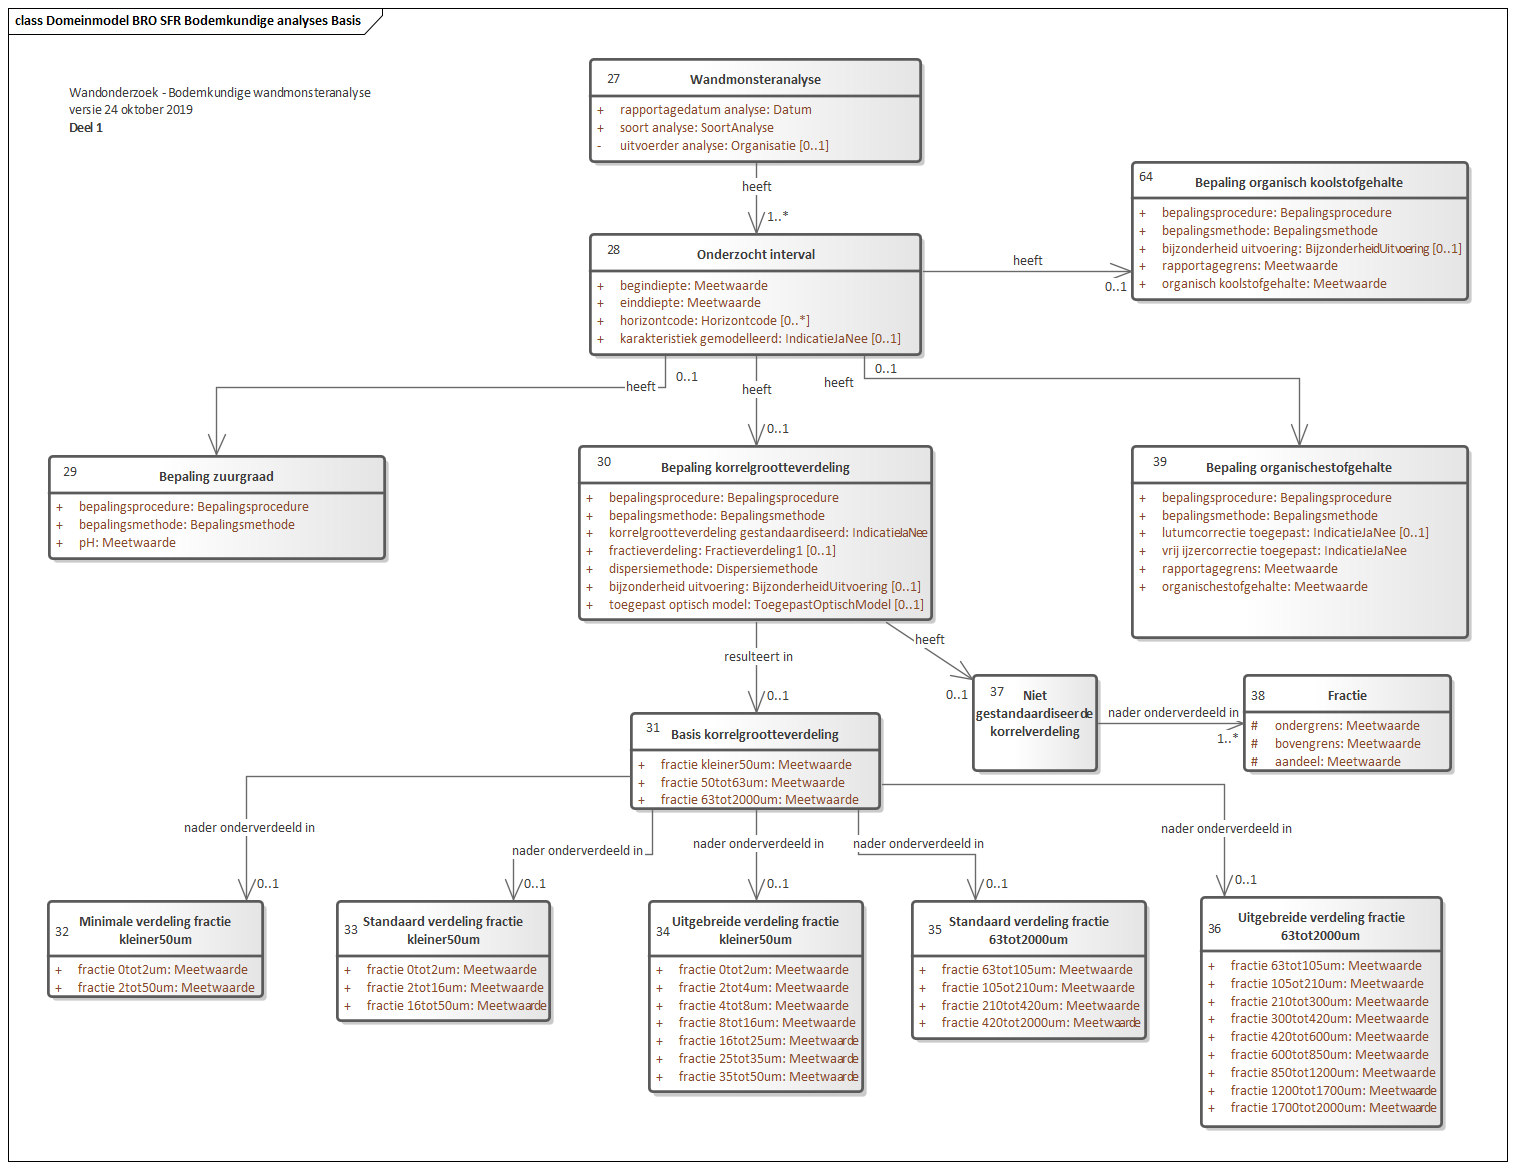 class Domeinmodel BRO SFR Bodemkundige analyses Basis
Wandonderzoek - Bodemkundige wandmonsteranalyse
versie 24 oktober 2019
Deel 1
27
Wandmonsteranalyse
+ rapportagedatum analyse: Datum
+ soort analyse: SoortAnalyse
- uitvoerder analyse: Organisatie [0..1]
heeft
1..*
64
Bepaling organisch koolstofgehalte
+ bepalingsprocedure: Bepalingsprocedure
+ bepalingsmethode: Bepalingsmethode
+ bijzonderheid uitvoering: BijzonderheidUitvoering [0..1]
+ rapportagegrens: Meetwaarde
+ organisch koolstofgehalte: Meetwaarde
28
Onderzocht interval
+ begindiepte: Meetwaarde
+ einddiepte: Meetwaarde
+ horizontcode: Horizontcode [0..*]
+ karakteristiek gemodelleerd: IndicatieJaNee [0..1]
heeft
0..1
heeft
0..1
heeft
0..1
heeft
0..1
29
Bepaling zuurgraad
+ bepalingsprocedure: Bepalingsprocedure
+ bepalingsmethode: Bepalingsmethode
+ pH: Meetwaarde
30
Bepaling korrelgrootteverdeling
+ bepalingsprocedure: Bepalingsprocedure
+ bepalingsmethode: Bepalingsmethode
+ korrelgrootteverdeling gestandaardiseerd: IndicatieJaNee
+ fractieverdeling: Fractieverdeling1 [0..1]
+ dispersiemethode: Dispersiemethode
+ bijzonderheid uitvoering: BijzonderheidUitvoering [0..1]
+ toegepast optisch model: ToegepastOptischModel [0..1]
39
Bepaling organischestofgehalte
+ bepalingsprocedure: Bepalingsprocedure
+ bepalingsmethode: Bepalingsmethode
+ lutumcorrectie toegepast: IndicatieJaNee [0..1]
+ vrij ijzercorrectie toegepast: IndicatieJaNee
+ rapportagegrens: Meetwaarde
+ organischestofgehalte: Meetwaarde
resulteert in
0..1
heeft
0..1
37
Niet
gestandaardiseerde
korrelverdeling
nader onderverdeeld in
1..*
38
Fractie
# ondergrens: Meetwaarde
# bovengrens: Meetwaarde
# aandeel: Meetwaarde
31
Basis korrelgrootteverdeling
+ fractie kleiner50um: Meetwaarde
+ fractie 50tot63um: Meetwaarde
+ fractie 63tot2000um: Meetwaarde
nader onderverdeeld in
0..1
nader onderverdeeld in
0..1
nader onderverdeeld in
0..1
nader onderverdeeld in
0..1
nader onderverdeeld in
0..1
32
Minimale verdeling fractie
kleiner50um
+ fractie 0tot2um: Meetwaarde
+ fractie 2tot50um: Meetwaarde
33
Standaard verdeling fractie
kleiner50um
+ fractie 0tot2um: Meetwaarde
+ fractie 2tot16um: Meetwaarde
+ fractie 16tot50um: Meetwaarde
34
Uitgebreide verdeling fractie
kleiner50um
+ fractie 0tot2um: Meetwaarde
+ fractie 2tot4um: Meetwaarde
+ fractie 4tot8um: Meetwaarde
+ fractie 8tot16um: Meetwaarde
+ fractie 16tot25um: Meetwaarde
+ fractie 25tot35um: Meetwaarde
+ fractie 35tot50um: Meetwaarde
35
Standaard verdeling fractie
63tot2000um
+ fractie 63tot105um: Meetwaarde
+ fractie 105tot210um: Meetwaarde
+ fractie 210tot420um: Meetwaarde
+ fractie 420tot2000um: Meetwaarde
36
Uitgebreide verdeling fractie
63tot2000um
+ fractie 63tot105um: Meetwaarde
+ fractie 105tot210um: Meetwaarde
+ fractie 210tot300um: Meetwaarde
+ fractie 300tot420um: Meetwaarde
+ fractie 420tot600um: Meetwaarde
+ fractie 600tot850um: Meetwaarde
+ fractie 850tot1200um: Meetwaarde
+ fractie 1200tot1700um: Meetwaarde
+ fractie 1700tot2000um: Meetwaarde